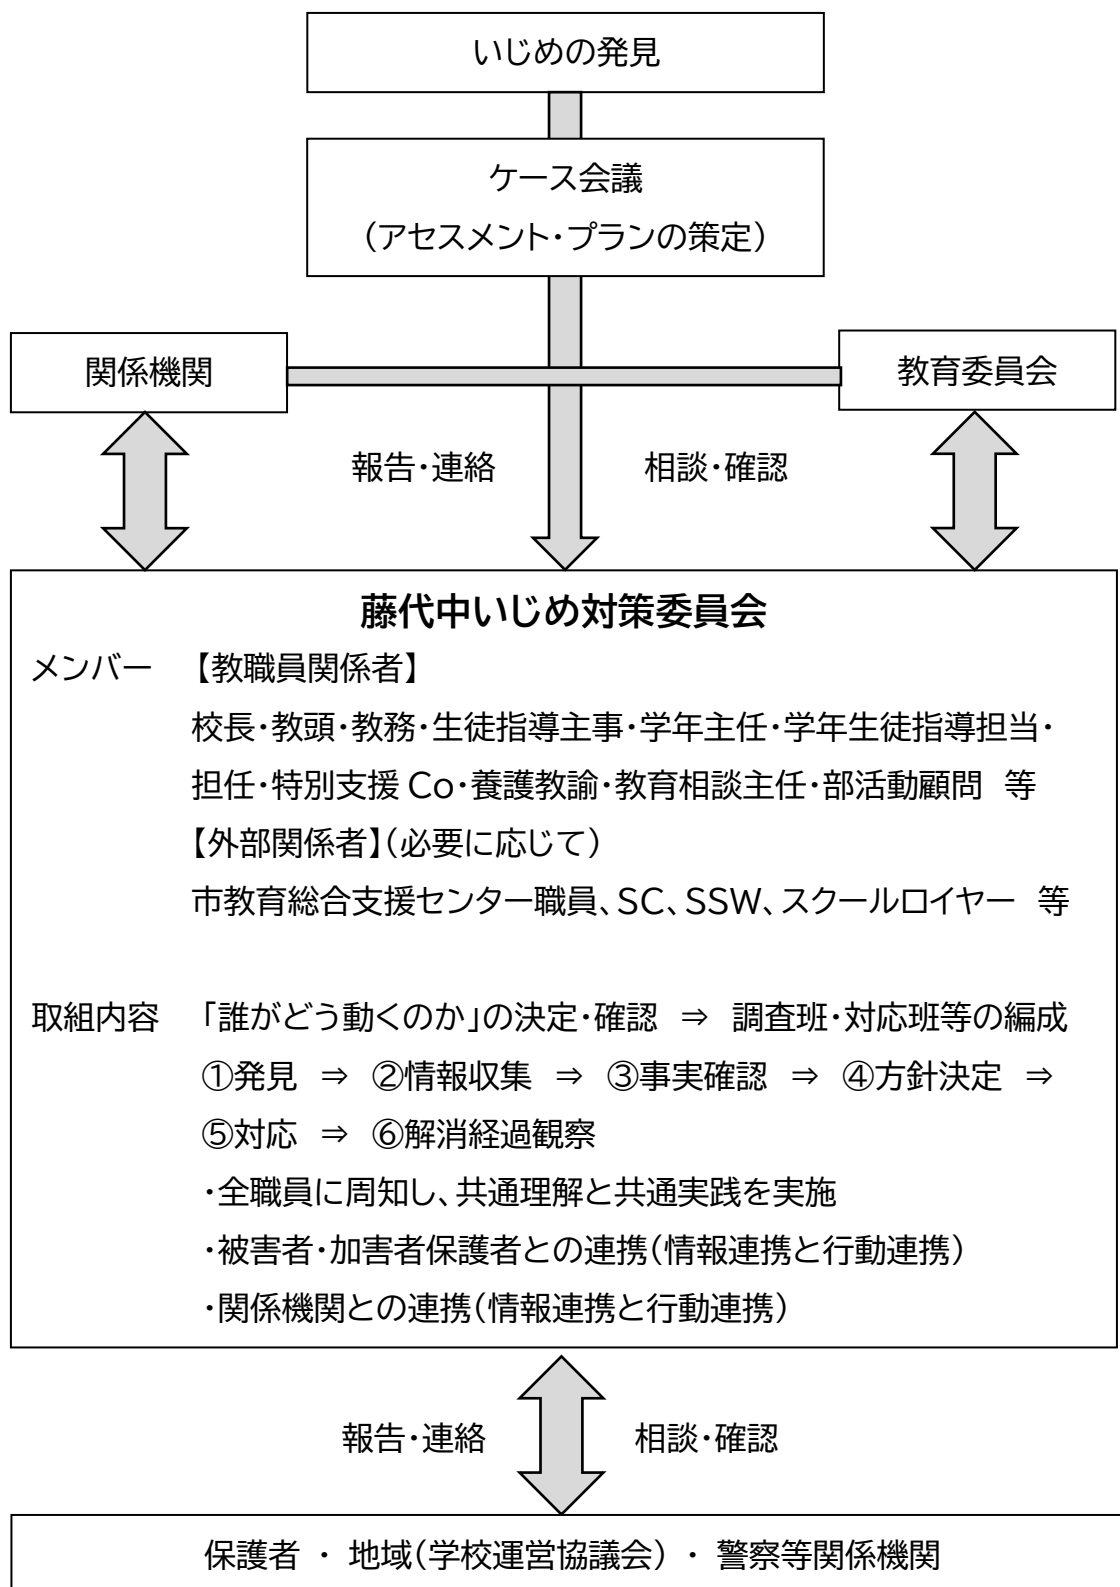 いじめの発見
ケース会議
（アセスメント・プランの策定）
関係機関
教育委員会
報告・連絡
相談・確認
藤代中いじめ対策委員会
メンバー 【教職員関係者】
校長・教頭・教務・生徒指導主事・学年主任・学年生徒指導担当・
担任・特別支援 Co・養護教諭・教育相談主任・部活動顧問 等
【外部関係者】（必要に応じて）
市教育総合支援センター職員、SC、SSW、スクールロイヤー 等
取組内容 「誰がどう動くのか」の決定・確認 ⇒ 調査班・対応班等の編成
①発見 ⇒ ②情報収集 ⇒ ③事実確認 ⇒ ④方針決定 ⇒
⑤対応 ⇒ ⑥解消経過観察
・全職員に周知し、共通理解と共通実践を実施
・被害者・加害者保護者との連携（情報連携と行動連携）
・関係機関との連携（情報連携と行動連携）
報告・連絡
相談・確認
保護者 ・ 地域（学校運営協議会） ・ 警察等関係機関